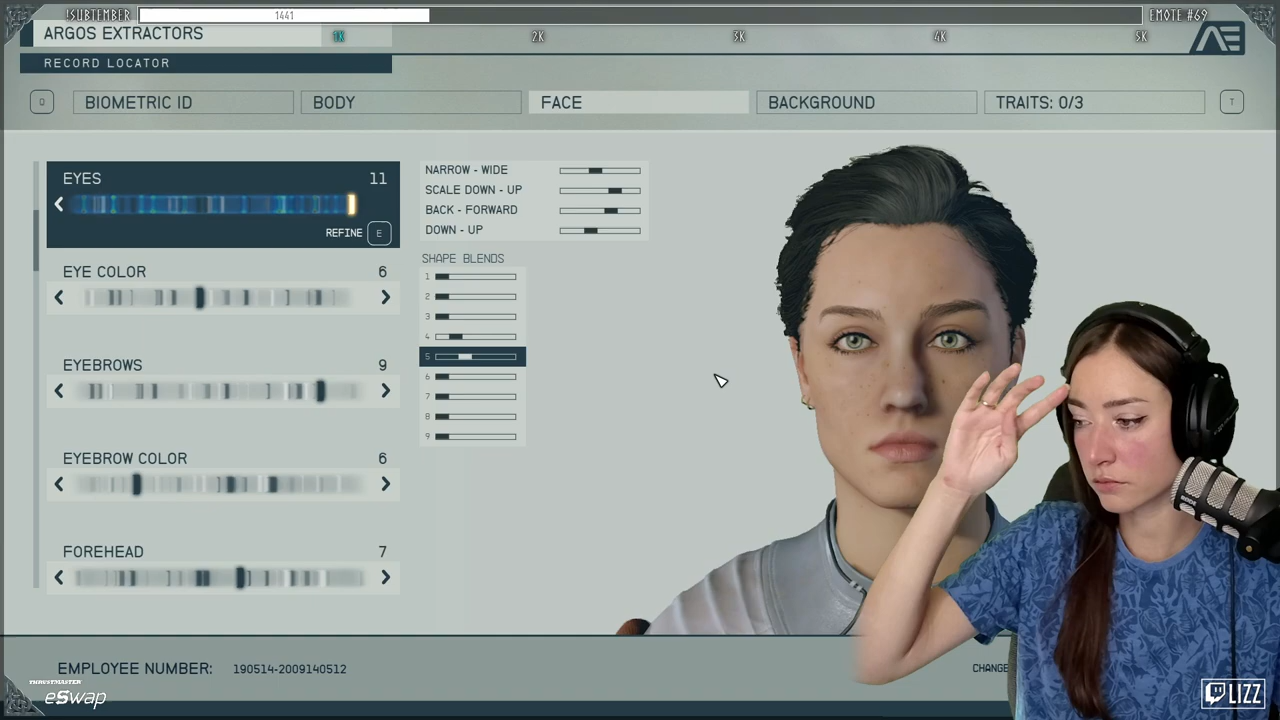 !SUBTEMBER
1441
EMOTE #69
1K
2K
3K
4K
5K
ARGOS EXTRACTORS
AE
RECORD LOCATOR
Q
BIOMETRIC ID
BODY
FACE
BACKGROUND
TRAITS: 0/3
T
EYES
11
REFINE
E
EYE COLOR
6
EYEBROWS
9
EYEBROW COLOR
6
FOREHEAD
7
NARROW - WIDE
SCALE DOWN - UP
BACK - FORWARD
DOWN - UP
SHAPE BLENDS
1
2
3
4
5
6
7
8
9
RODE
EMPLOYEE NUMBER:
190514-2009140512
CHANGE
THRUSTMASTER
eSwap
LIZZ